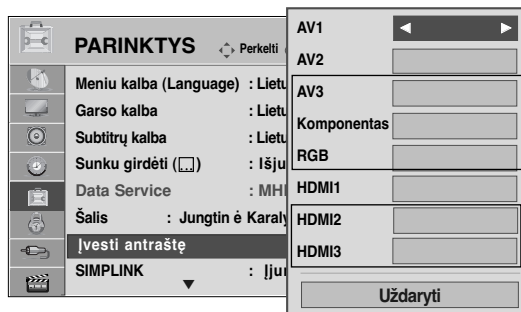 PARINKTYS Perkelti
Meniu kalba (Language) : Lietu
Garso kalba : Lietu
Subtitrų kalba : Lietu
Sunku girdėti ( ) : Išju
Data Service : MHI
Šalis : Jungtin ė Karaly
Įvesti antraštę
SIMPLINK : Įjun
AV1
AV2
AV3
Komponentas
RGB
HDMI1
HDMI2
HDMI3
Uždaryti